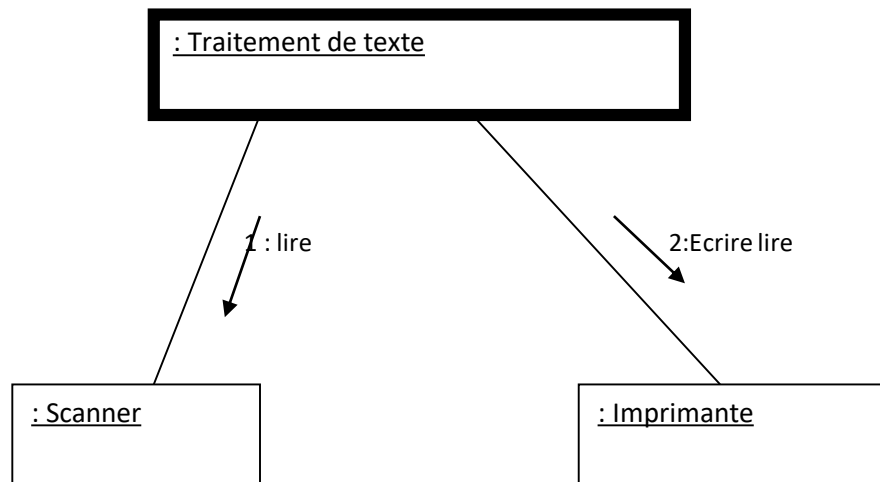 : Traitement de texte
1 : lire
2:Ecrire lire
: Scanner
: Imprimante